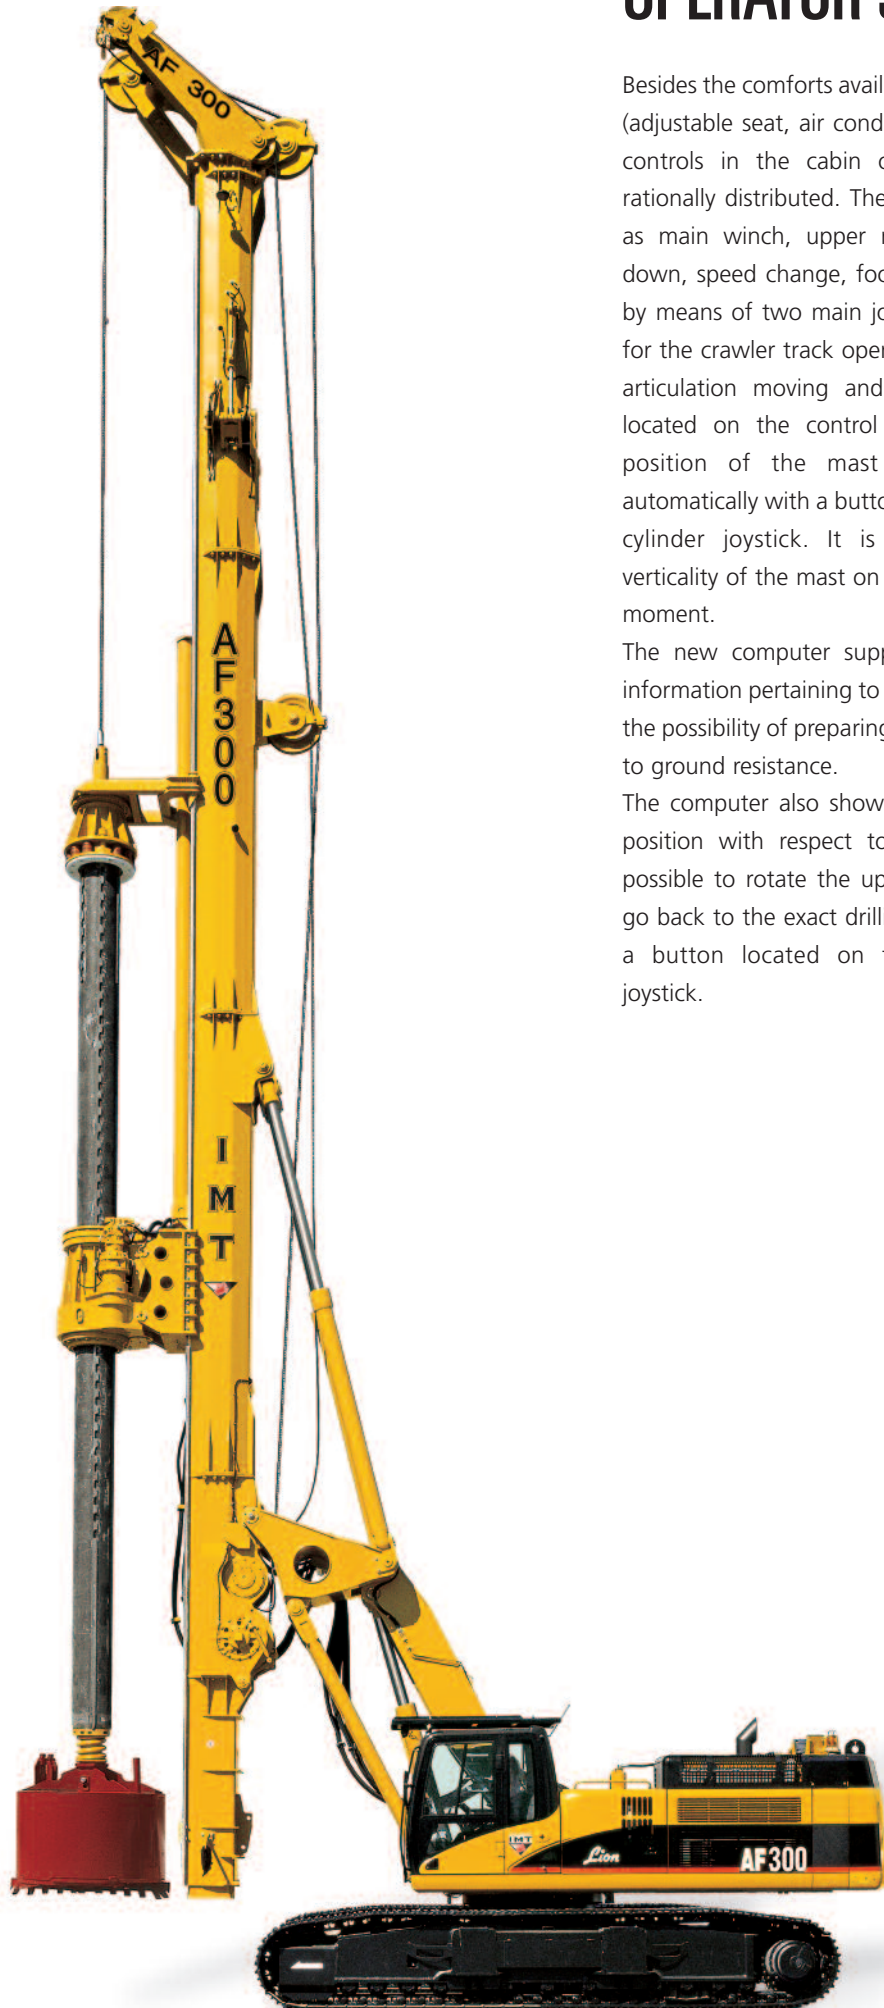 OPERATOR
Besides the comforts avail
(adjustable seat, air cond
controls in the cabin
rationally distributed. The
as main winch, upper
down, speed change, foo
by means of two main jo
for the crawler track oper
articulation moving and
located on the control
position of the mast
automatically with a butto
cylinder joystick. It is
verticality of the mast on
moment.
The new computer supp
information pertaining to
the possibility of preparing
to ground resistance.
The computer also show
position with respect to
possible to rotate the up
go back to the exact drill
a button located on
joystick.
AF 300
AF300
IMT
IMT
Lion
AF300